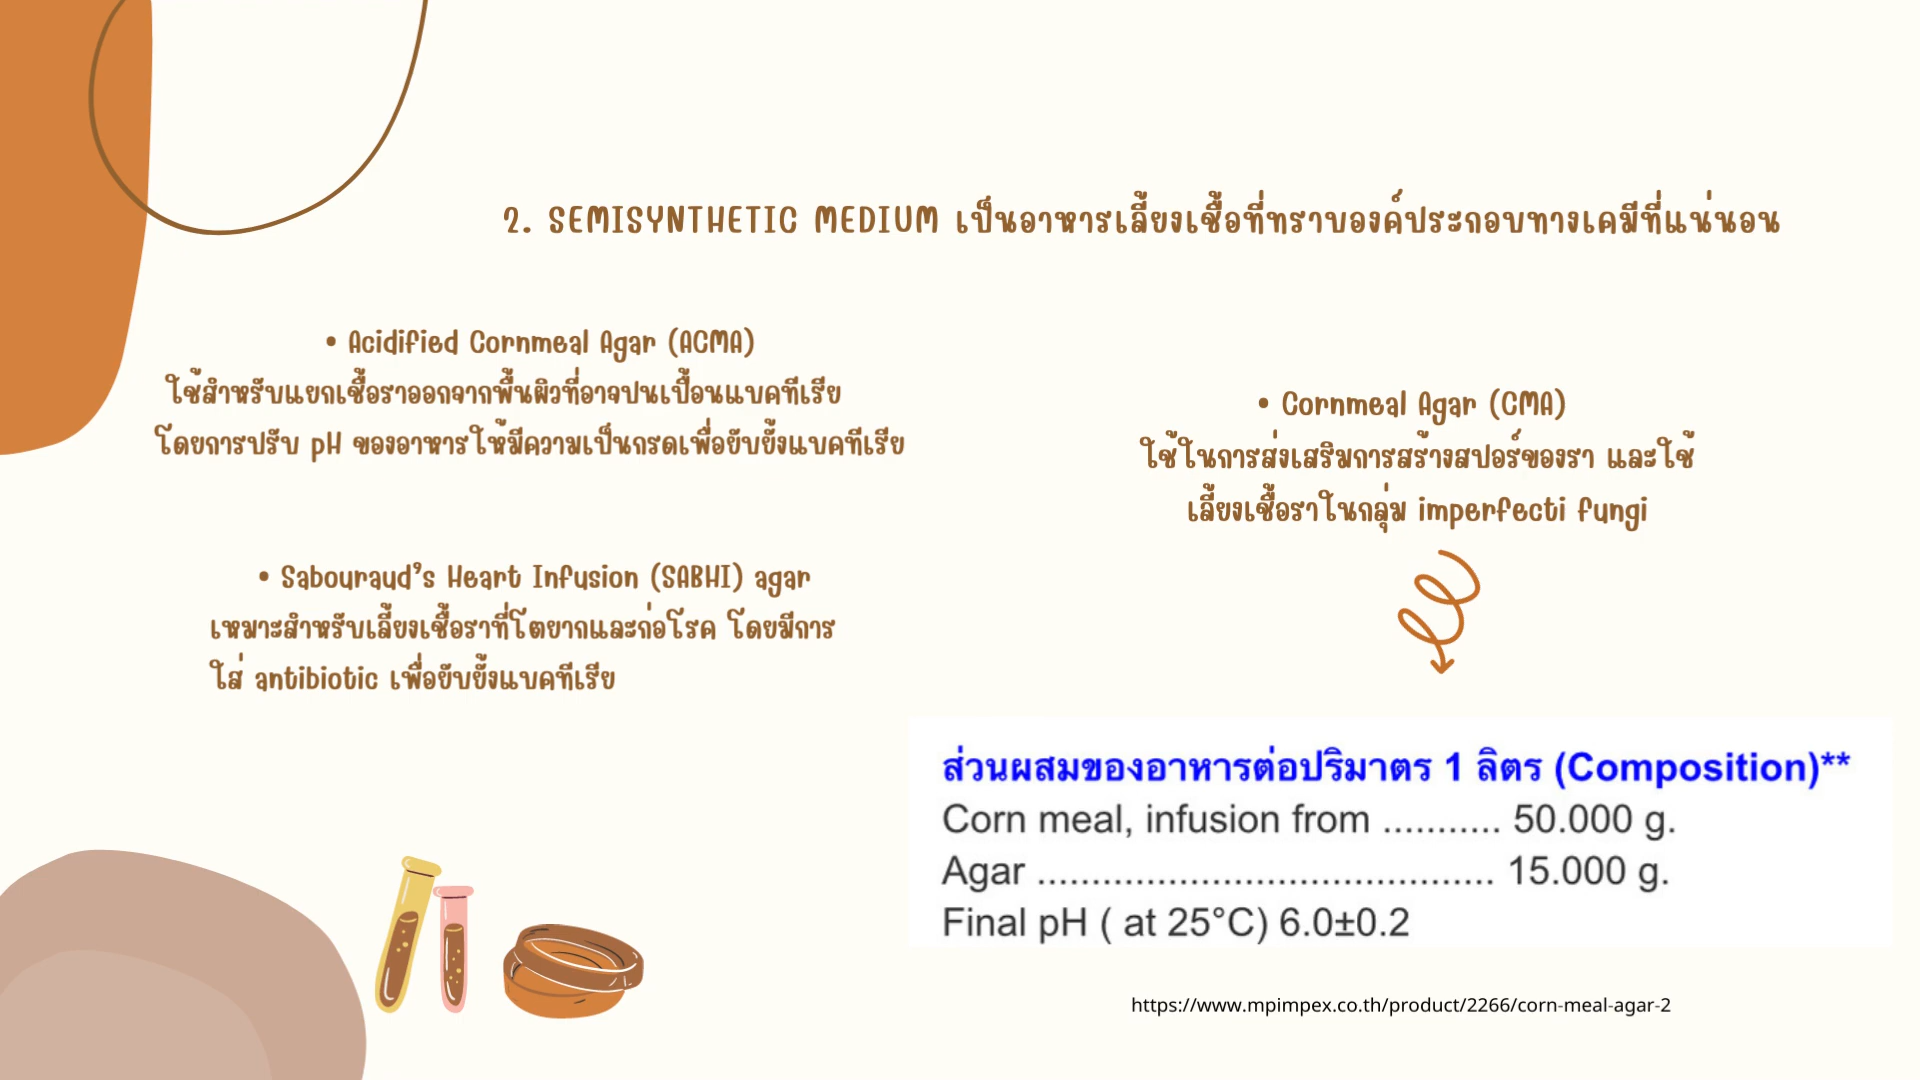 2. SEMISYNTHETIC MEDIUM เป็นอาหารเลี้ยงเชื้อที่ทราบองค์ประกอบทางเคมีที่แน่นอน
• Acidified Cornmeal Agar (ACMA)
ใช้สำหรับแยกเชื้อราออกจากพื้นผิวที่อาจปนเปื้อนแบคทีเรีย
โดยการปรับ pH ของอาหารให้มีความเป็นกรดเพื่อยับยั้งแบคทีเรีย
• Sabouraud's Heart Infusion (SABHI) agar
เหมาะสำหรับเลี้ยงเชื้อราที่โตยากและก่อโรค โดยมีการ
ใส่ antibiotic เพื่อยับยั้งแบคทีเรีย
• Cornmeal Agar (CMA)
ใช้ในการส่งเสริมการสร้างสปอร์ของรา และใช้
เลี้ยงเชื้อราในกลุ่ม imperfecti fungi
ส่วนผสมของอาหารต่อปริมาตร 1 ลิตร (Composition)**
Corn meal, infusion from ........... 50.000 g.
Agar .......................................... 15.000 g.
Final pH ( at 25°C) 6.0±0.2
https://www.mpimpex.co.th/product/2266/corn-meal-agar-2